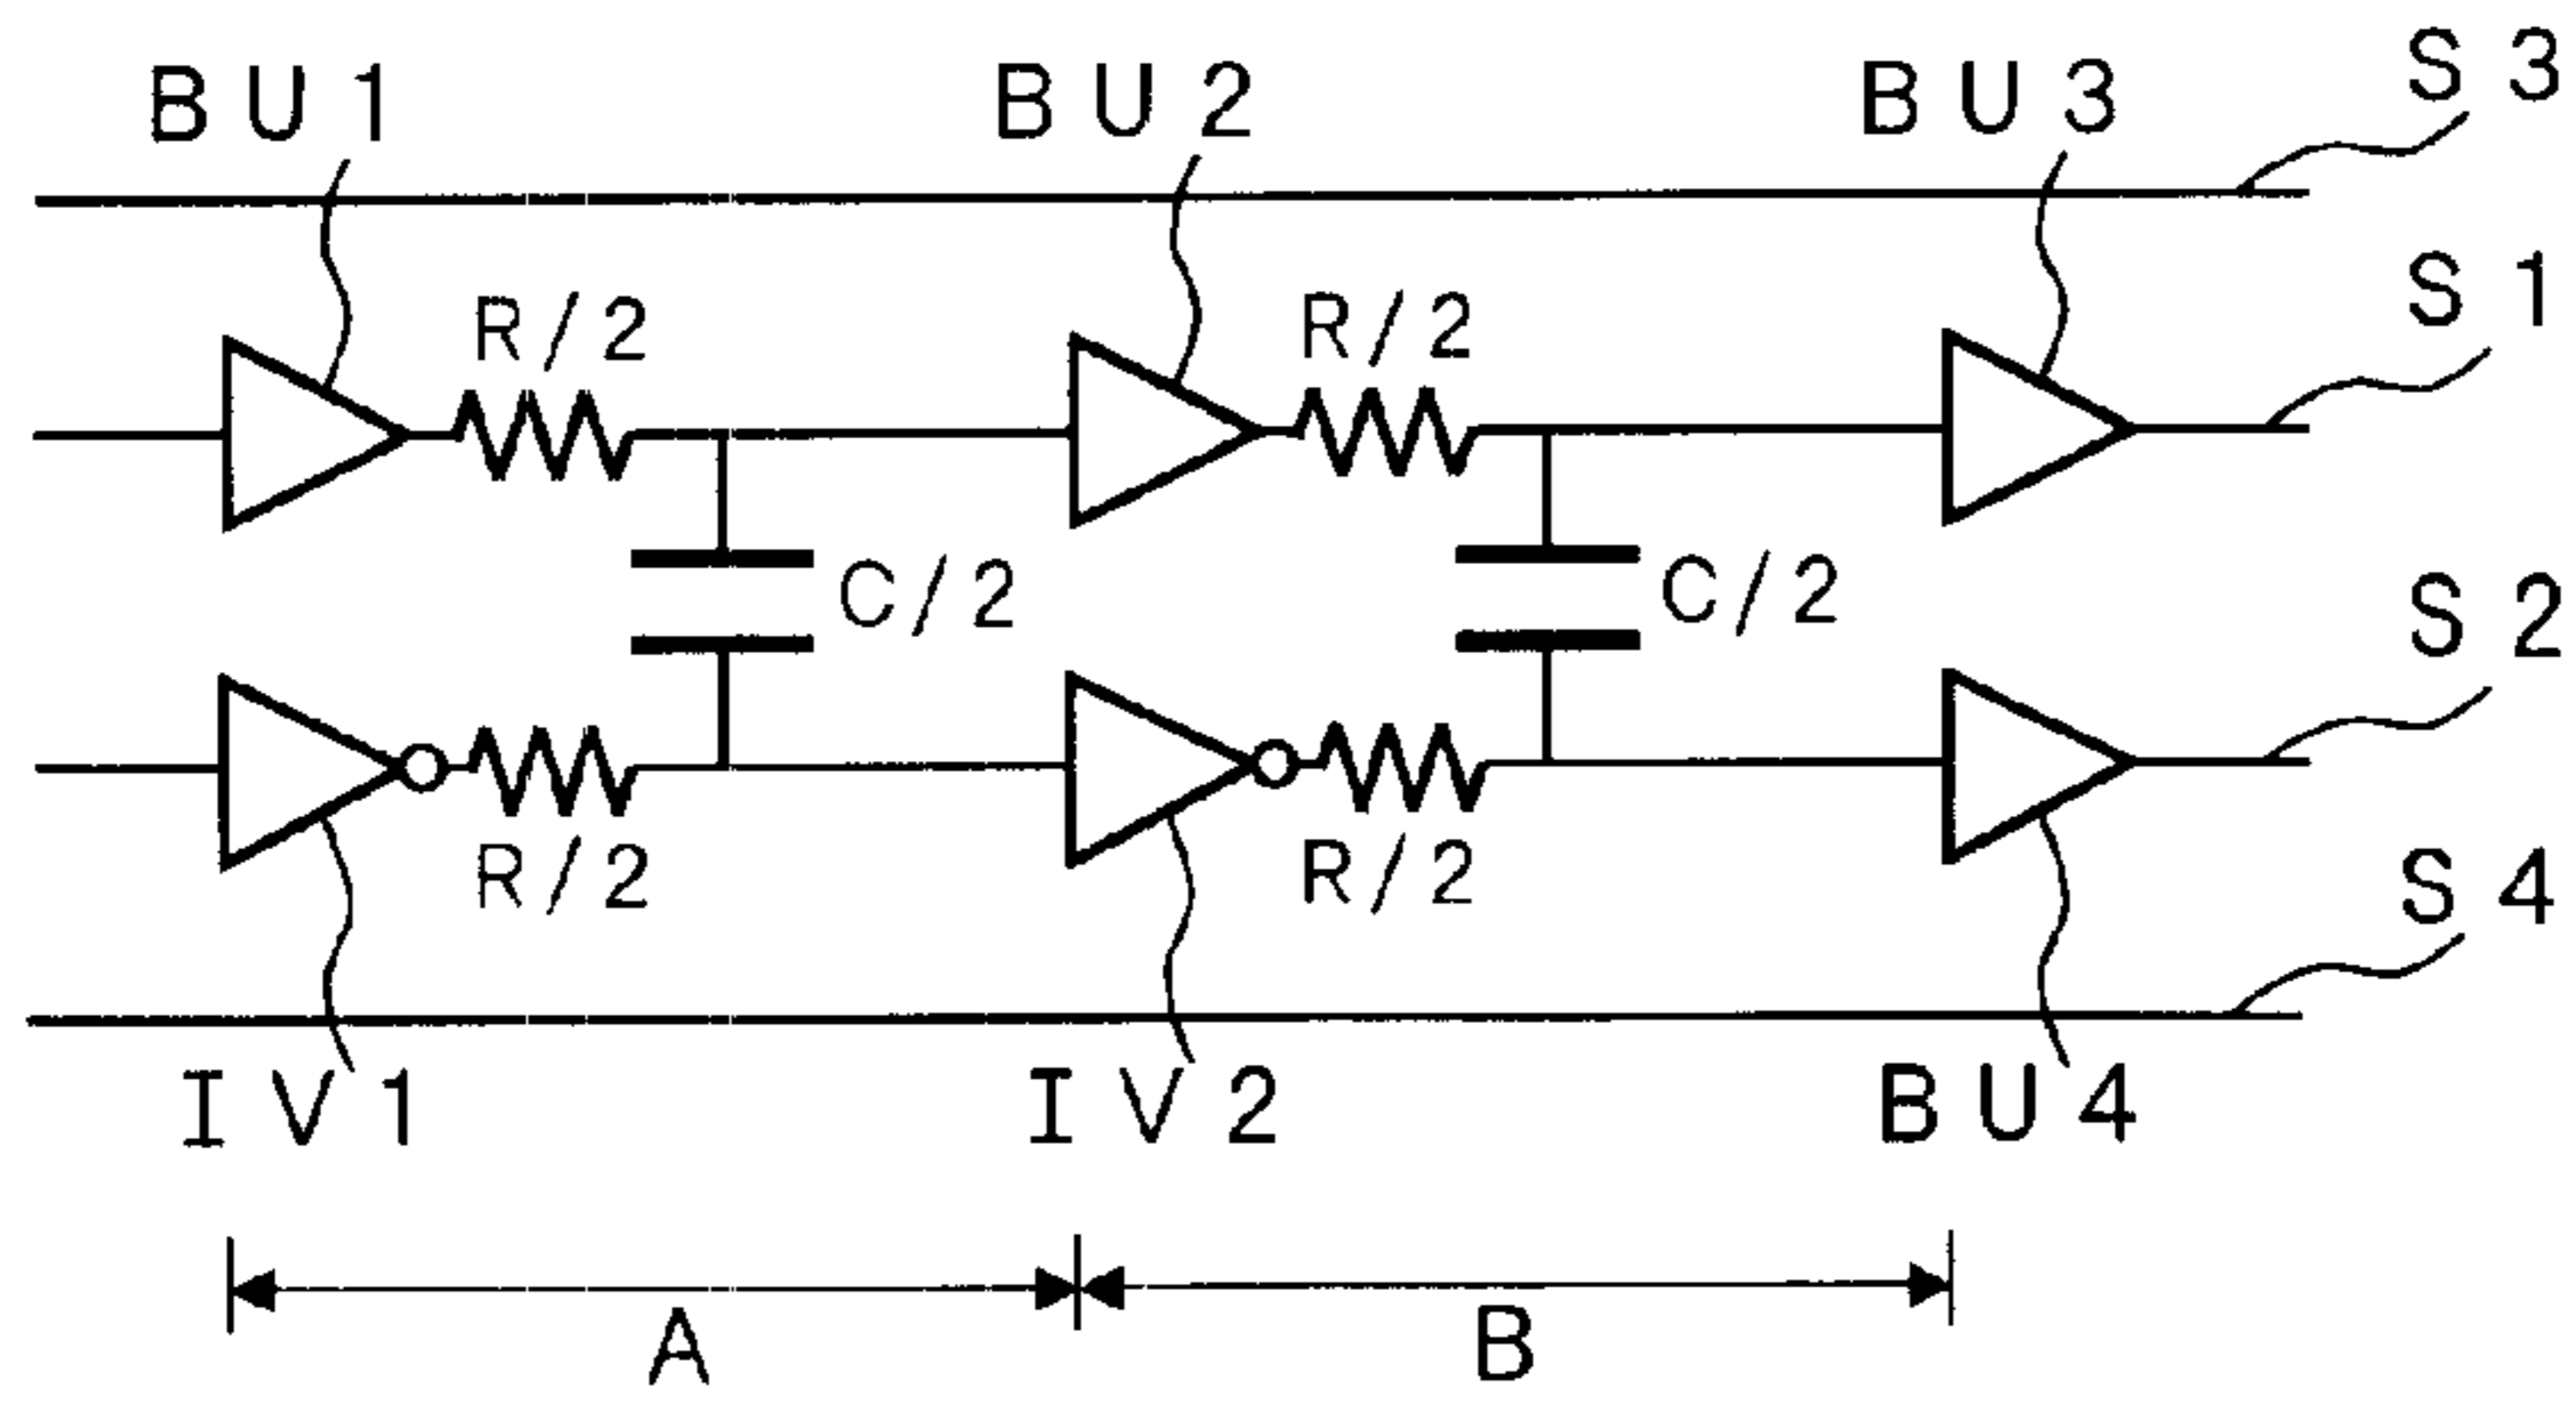 BU1 BU2 BU3 S3
R/2 R/2 S1
C/2 C/2 S2
R/2 R/2 S4
IV1 IV2 BU4
A B